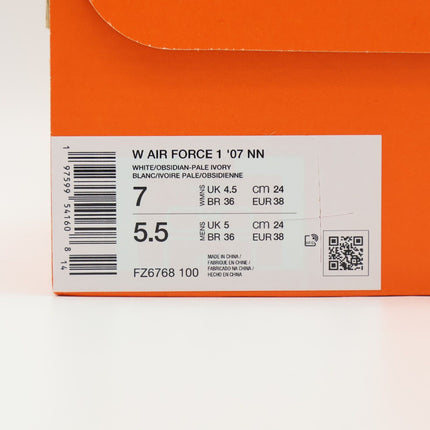 W AIR FORCE 1 '07 NN
WHITE/OBSIDIAN-PALE IVORY
BLANC/IVOIRE PALE/OBSIDIENNE
7 WMNS UK 4.5 CM 24
BR 36 EUR 38
5.5 MENS UK 5 CM 24
BR 36 EUR 38
FZ6768 100
MADE IN CHINA /
FABRIQUE EN CHINE /
FABRICADO NA CHINA /
HECHO EN CHINA
1 97599 54160 8 14